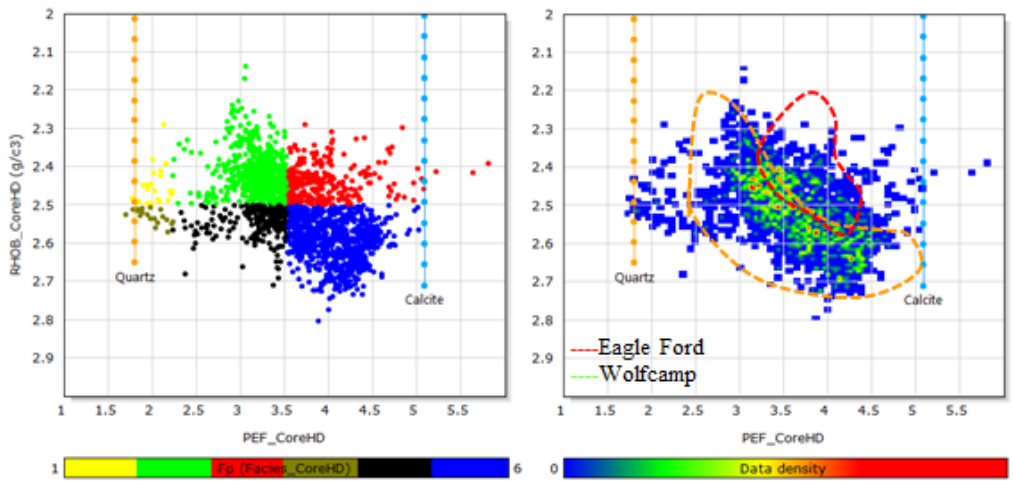 2
2.1
2.2
2.3
2.4
2.5
2.6
2.7
2.8
2.9
RHOB_CoreHD (g/c3)
Quartz
Calcite
1 1.5 2 2.5 3 3.5 4 4.5 5 5.5
PEF_CoreHD
1 Fp (Facies_CoreHD) 6
2
2.1
2.2
2.3
2.4
2.5
2.6
2.7
2.8
2.9
Quartz
Calcite
Eagle Ford
Wolfcamp
1 1.5 2 2.5 3 3.5 4 4.5 5 5.5
PEF_CoreHD
0 Data density